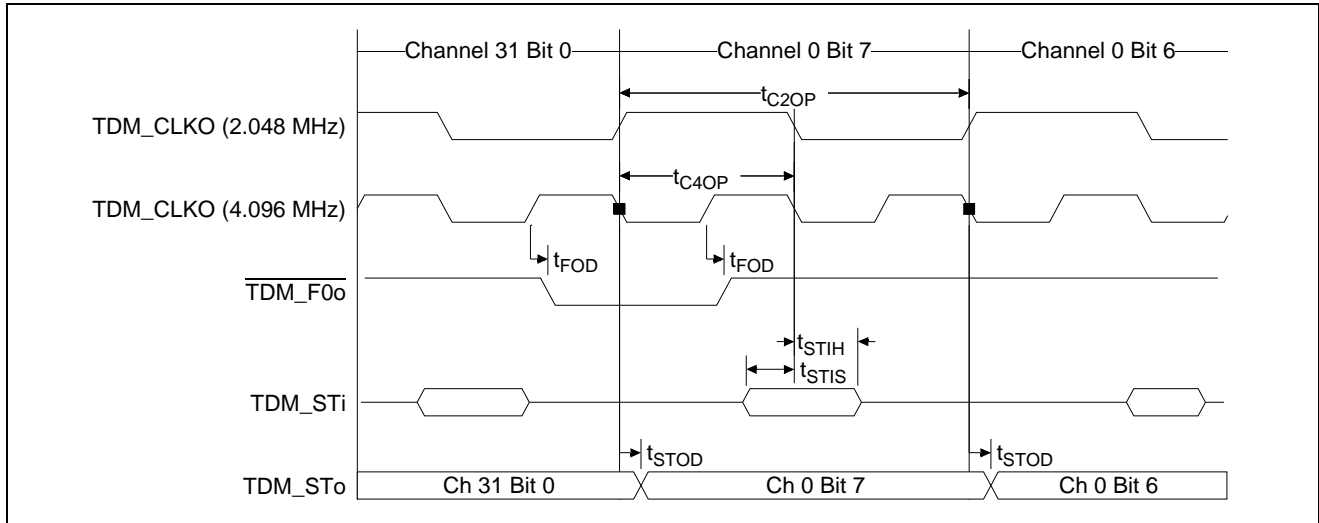 Channel 31 Bit 0 Channel 0 Bit 7 Channel 0 Bit 6
tC2OP
TDM_CLKO (2.048 MHz)
tC4OP
TDM_CLKO (4.096 MHz)
tFOD tFOD
TDM_F0o
tSTIH
tSTIS
TDM_STi
tSTOD tSTOD
TDM_STo Ch 31 Bit 0 Ch 0 Bit 7 Ch 0 Bit 6